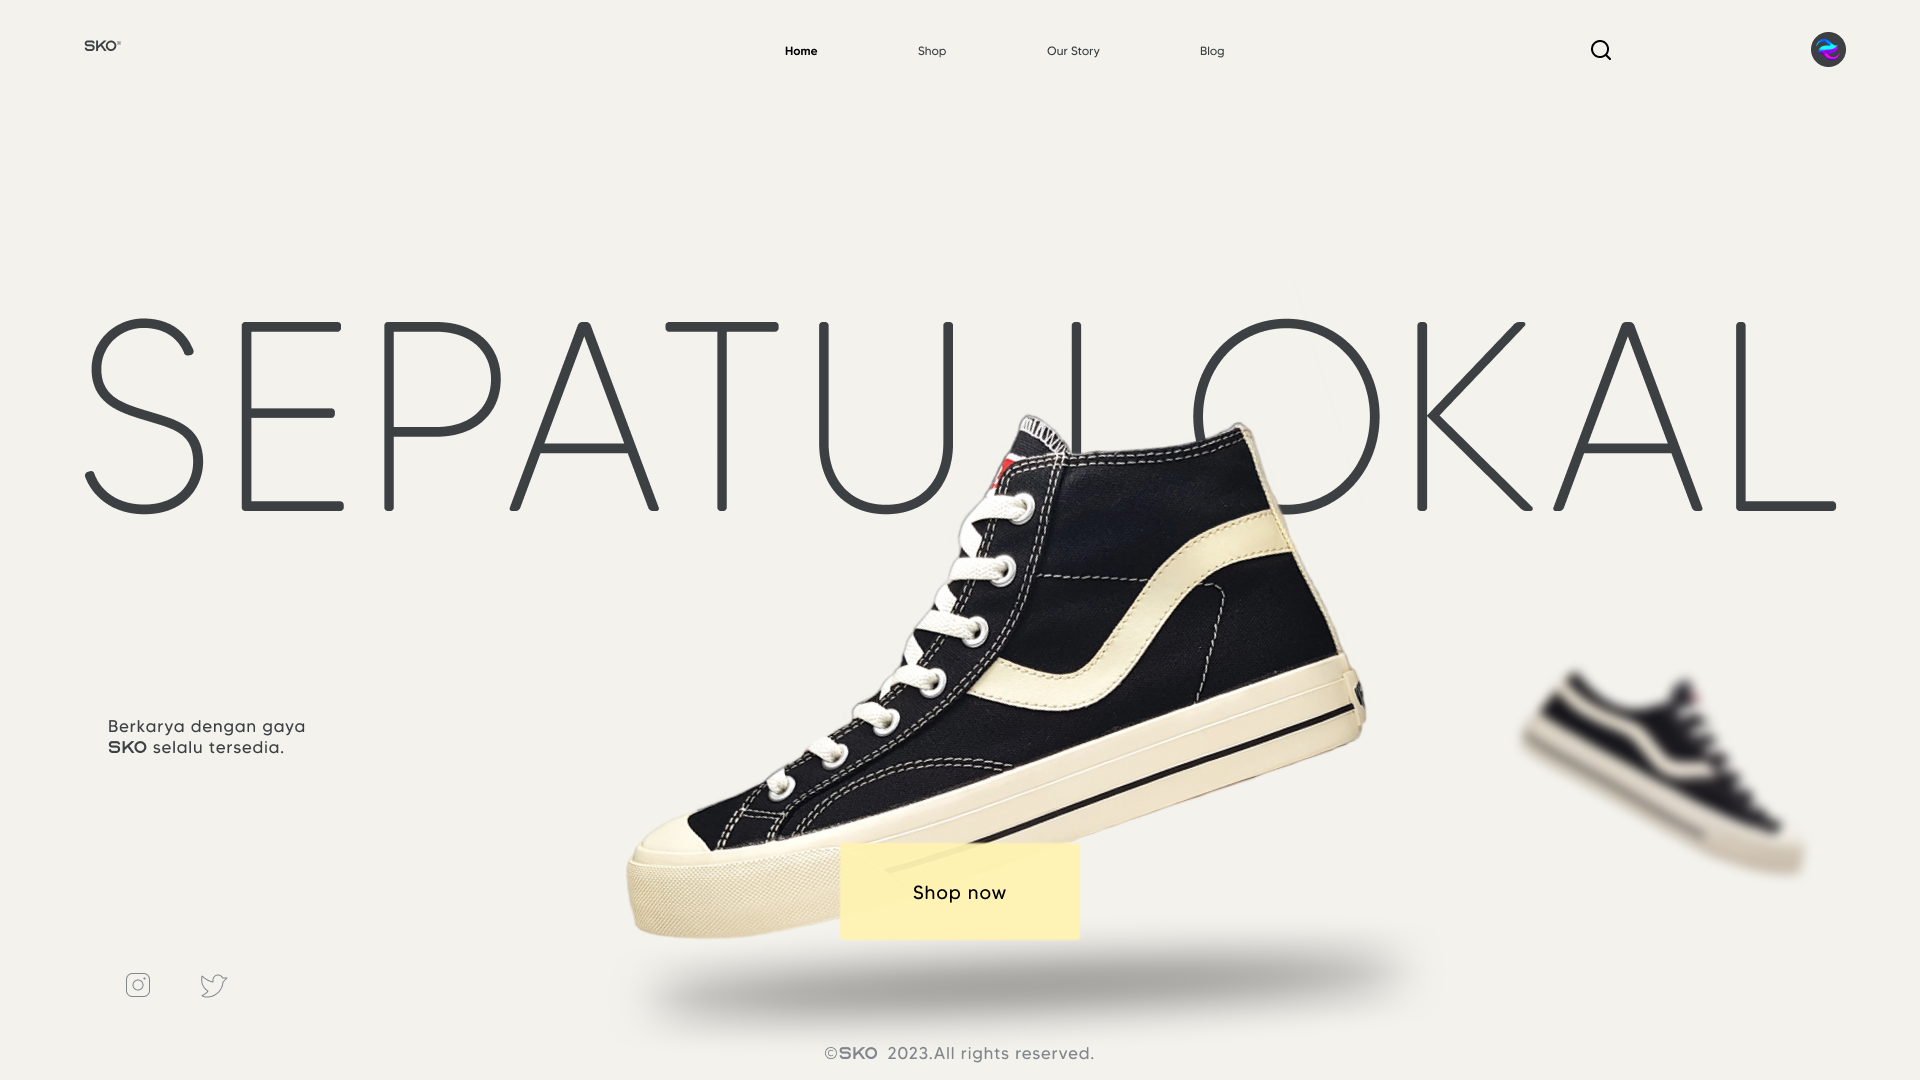 SKO®
Home
Shop
Our Story
Blog
SEPATU LOKAL
Berkarya dengan gaya
SKO selalu tersedia.
Shop now
©SKO 2023.All rights reserved.